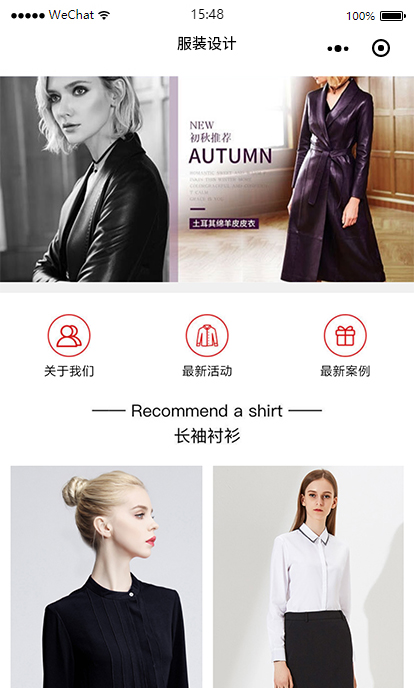 WeChat 15:48 100%
服装设计
NEW
初秋推荐
AUTUMN
土耳其绵羊皮皮衣
关于我们 最新活动 最新案例
Recommend a shirt
长袖衬衫